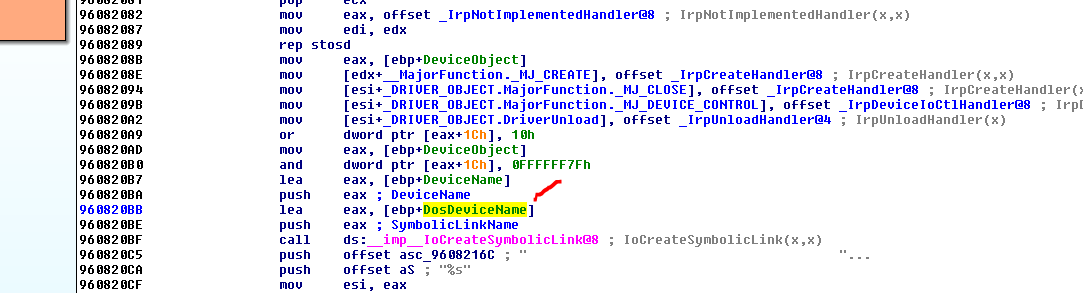 pop ecx
96082082 mov eax, offset _IrpNotImplementedHandler@8 ; IrpNotImplementedHandler(x,x)
96082087 mov edi, edx
96082089 rep stosd
9608208B mov eax, [ebp+DeviceObject]
9608208E mov [edx+__MajorFunction._MJ_CREATE], offset _IrpCreateHandler@8 ; IrpCreateHandler(x,x)
96082094 mov [esi+_DRIVER_OBJECT.MajorFunction._MJ_CLOSE], offset _IrpCreateHandler@8 ; IrpCreateHandler(x
9608209B mov [esi+_DRIVER_OBJECT.MajorFunction._MJ_DEVICE_CONTROL], offset _IrpDeviceIoCtlHandler@8 ; IrpD
960820A2 mov [esi+_DRIVER_OBJECT.DriverUnload], offset _IrpUnloadHandler@4 ; IrpUnloadHandler(x)
960820A9 or dword ptr [eax+1Ch], 10h
960820AD mov eax, [ebp+DeviceObject]
960820B0 and dword ptr [eax+1Ch], 0FFFFFF7Fh
960820B7 lea eax, [ebp+DeviceName]
960820BA push eax ; DeviceName
960820BB lea eax, [ebp+DosDeviceName]
960820BE push eax ; SymbolicLinkName
960820BF call ds:__imp__IoCreateSymbolicLink@8 ; IoCreateSymbolicLink(x,x)
960820C5 push offset asc_9608216C ; " "...
960820CA push offset aS ; "%s"
960820CF mov esi, eax